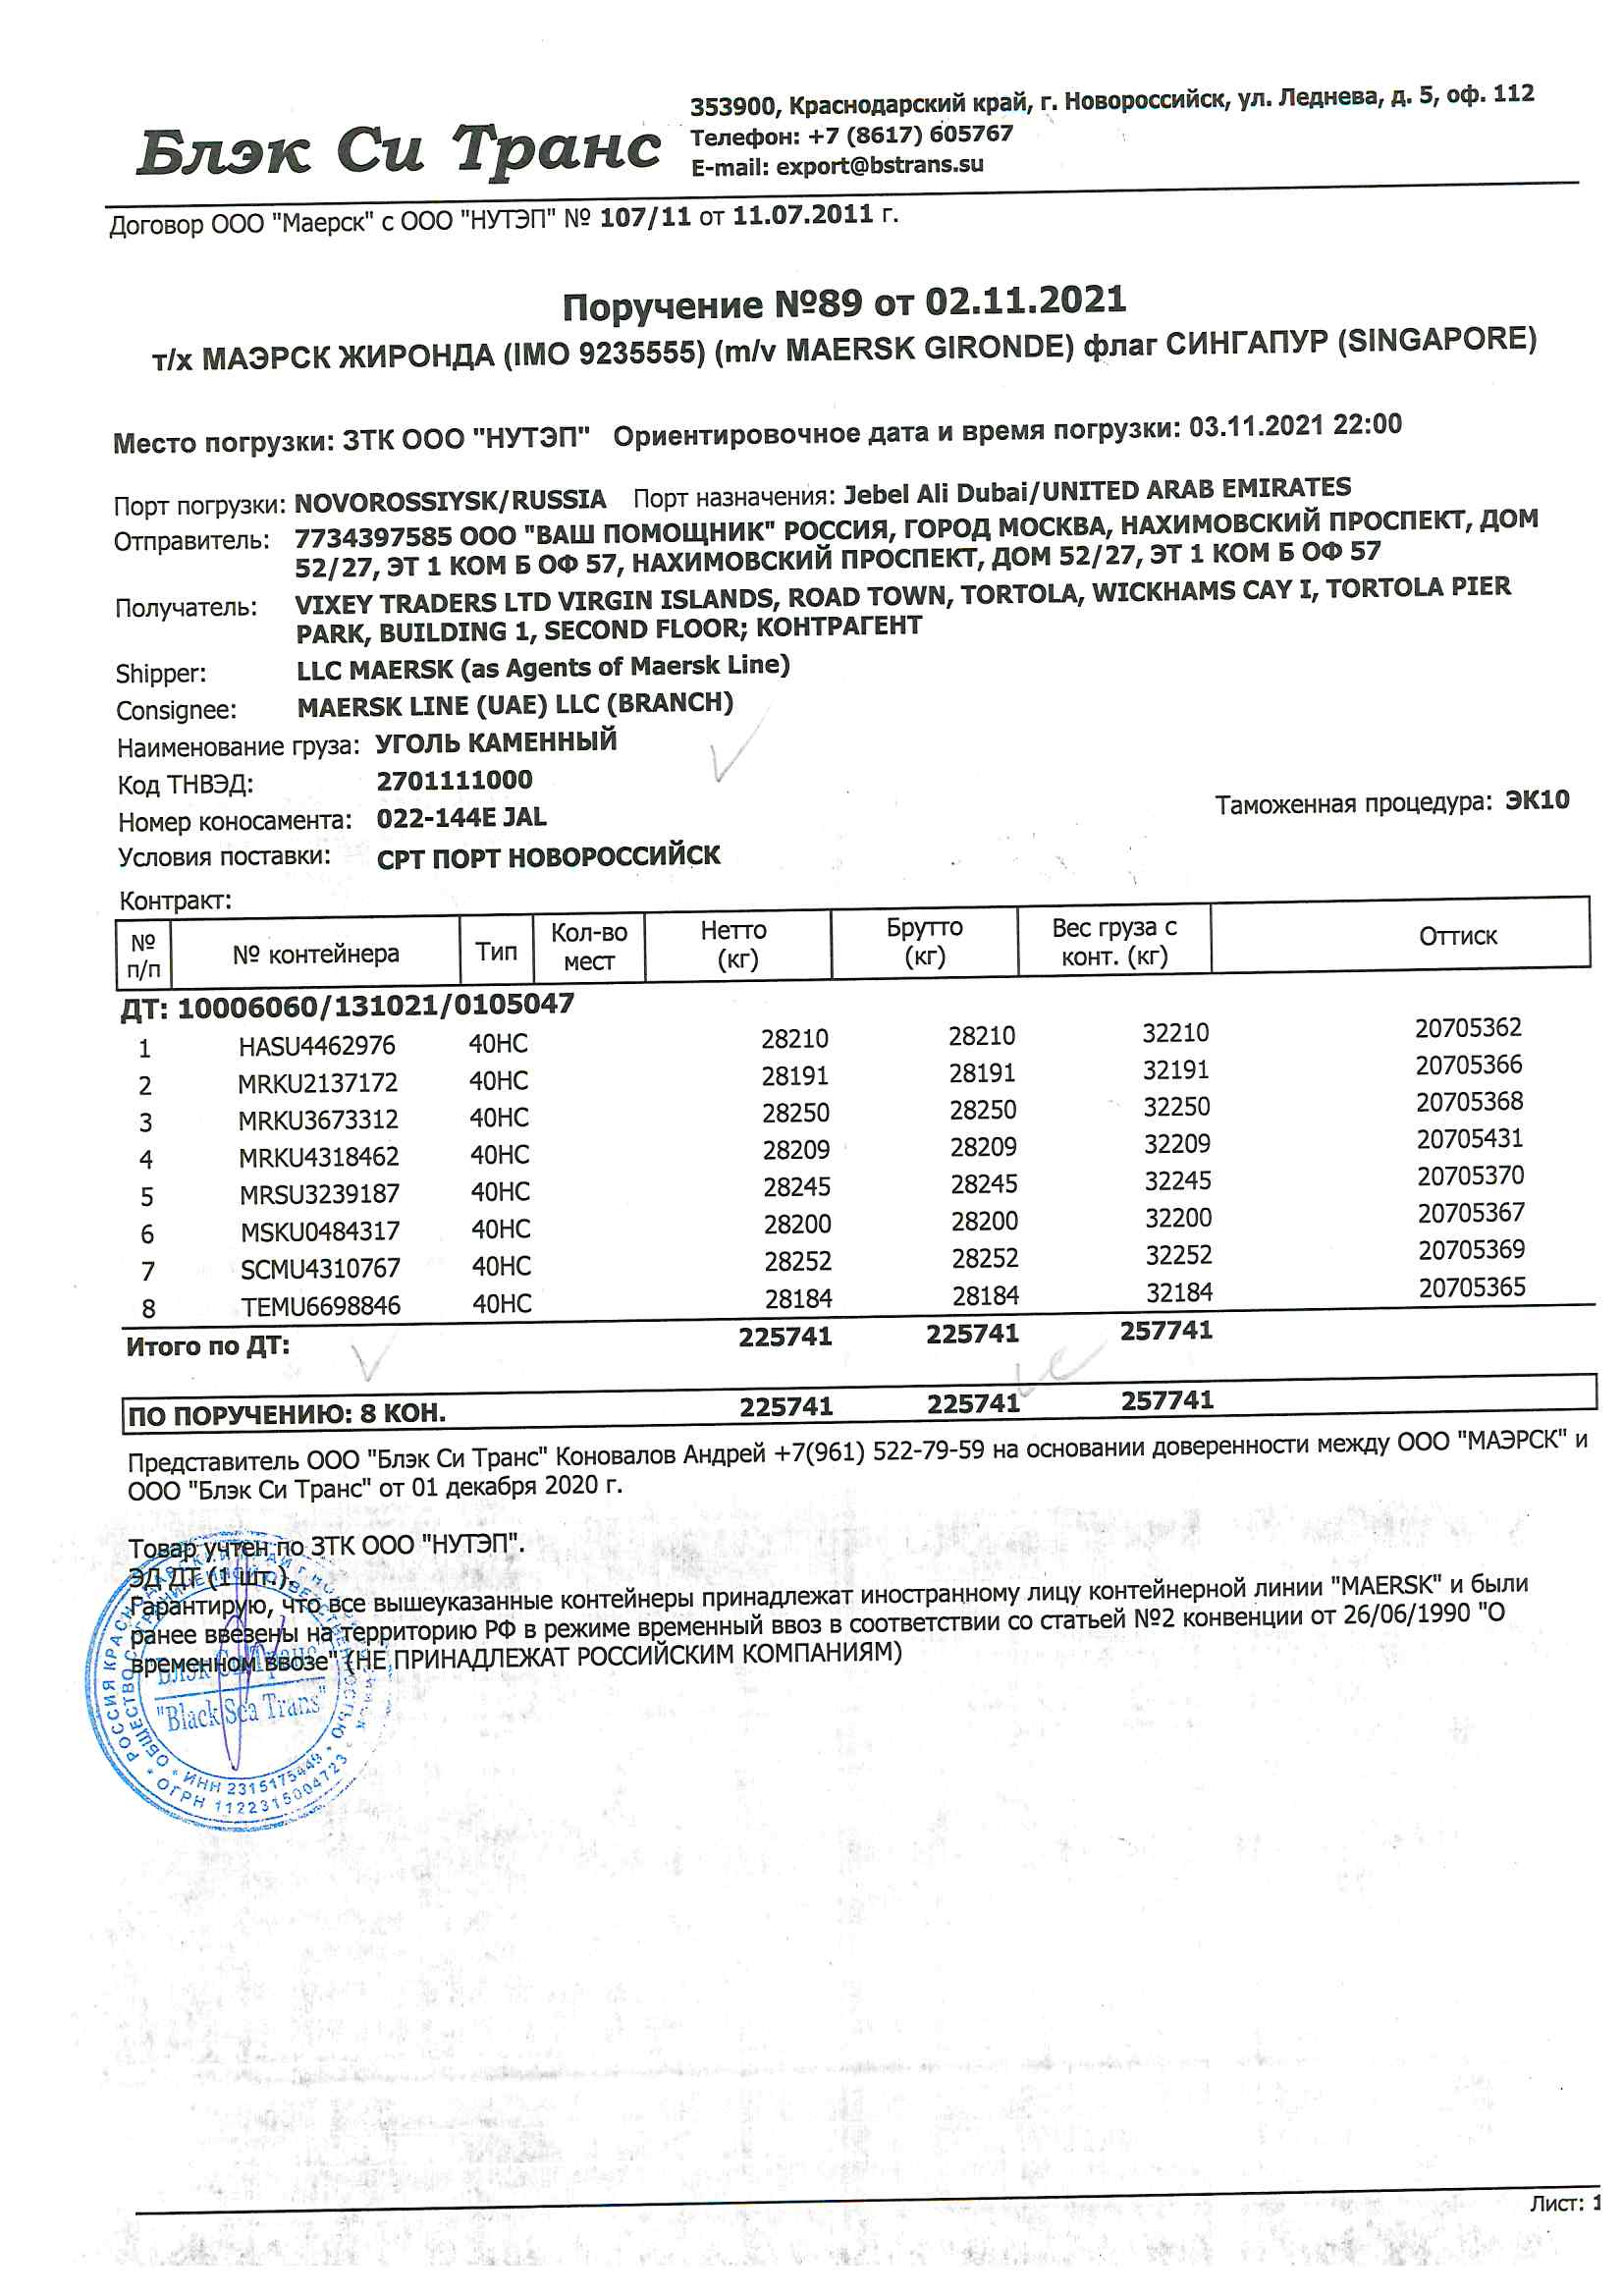 Блэк Си Транс
353900, Краснодарский край, г. Новороссийск, ул. Леднева, д. 5, оф. 112
Телефон: +7 (8617) 605767
E-mail: export@bstrans.su
Договор ООО "Маерск" с ООО "НУТЭП" № 107/11 от 11.07.2011 г.
Поручение №89 от 02.11.2021
т/х МАЭРСК ЖИРОНДА (IMO 9235555) (m/v MAERSK GIRONDE) флаг СИНГАПУР (SINGAPORE)
Место погрузки: ЗТК ООО "НУТЭП" Ориентировочное дата и время погрузки: 03.11.2021 22:00
Порт погрузки: NOVOROSSIYSK/RUSSIA Порт назначения: Jebel Ali Dubai/UNITED ARAB EMIRATES
Отправитель: 7734397585 ООО "ВАШ ПОМОЩНИК" РОССИЯ, ГОРОД МОСКВА, НАХИМОВСКИЙ ПРОСПЕКТ, ДОМ
52/27, ЭТ 1 КОМ Б ОФ 57, НАХИМОВСКИЙ ПРОСПЕКТ, ДОМ 52/27, ЭТ 1 КОМ Б ОФ 57
Получатель: VIXEY TRADERS LTD VIRGIN ISLANDS, ROAD TOWN, TORTOLA, WICKHAMS CAY I, TORTOLA PIER
PARK, BUILDING 1, SECOND FLOOR; КОНТРАГЕНТ
Shipper: LLC MAERSK (as Agents of Maersk Line)
Consignee: MAERSK LINE (UAE) LLC (BRANCH)
Наименование груза: УГОЛЬ КАМЕННЫЙ
Код ТНВЭД: 2701111000
Номер коносамента: 022-144E JAL Таможенная процедура: ЭК10
Условия поставки: CPT ПОРТ НОВОРОССИЙСК
Контракт:
№ п/п № контейнера Тип Кол-во мест Нетто (кг) Брутто (кг) Вес груза с конт. (кг) Оттиск
ДТ: 10006060/131021/0105047
1 HASU4462976 40HC 28210 28210 32210 20705362
2 MRKU2137172 40HC 28191 28191 32191 20705366
3 MRKU3673312 40HC 28250 28250 32250 20705368
4 MRKU4318462 40HC 28209 28209 32209 20705431
5 MRSU3239187 40HC 28245 28245 32245 20705370
6 MSKU0484317 40HC 28200 28200 32200 20705367
7 SCMU4310767 40HC 28252 28252 32252 20705369
8 TEMU6698846 40HC 28184 28184 32184 20705365
Итого по ДТ: 225741 225741 257741
ПО ПОРУЧЕНИЮ: 8 КОН. 225741 225741 257741
Представитель ООО "Блэк Си Транс" Коновалов Андрей +7(961) 522-79-59 на основании доверенности между ООО "МАЭРСК" и
ООО "Блэк Си Транс" от 01 декабря 2020 г.
Товар учтен по ЗТК ООО "НУТЭП".
ЭД ДТ (1 шт.).
Гарантирую, что все вышеуказанные контейнеры принадлежат иностранному лицу контейнерной линии "MAERSK" и были
ранее ввезены на территорию РФ в режиме временный ввоз в соответствии со статьей №2 конвенции от 26/06/1990 "О
временном ввозе" (НЕ ПРИНАДЛЕЖАТ РОССИЙСКИМ КОМПАНИЯМ)
"Блэк Си Транс"
"Black Sea Trans"
ИНН 2315175449
ОГРН 1122315004723
Лист: 1